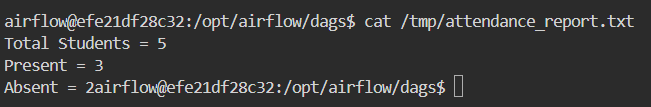 airflow@efe21df28c32:/opt/airflow/dags$ cat /tmp/attendance_report.txt
Total Students = 5
Present = 3
Absent = 2airflow@efe21df28c32:/opt/airflow/dags$